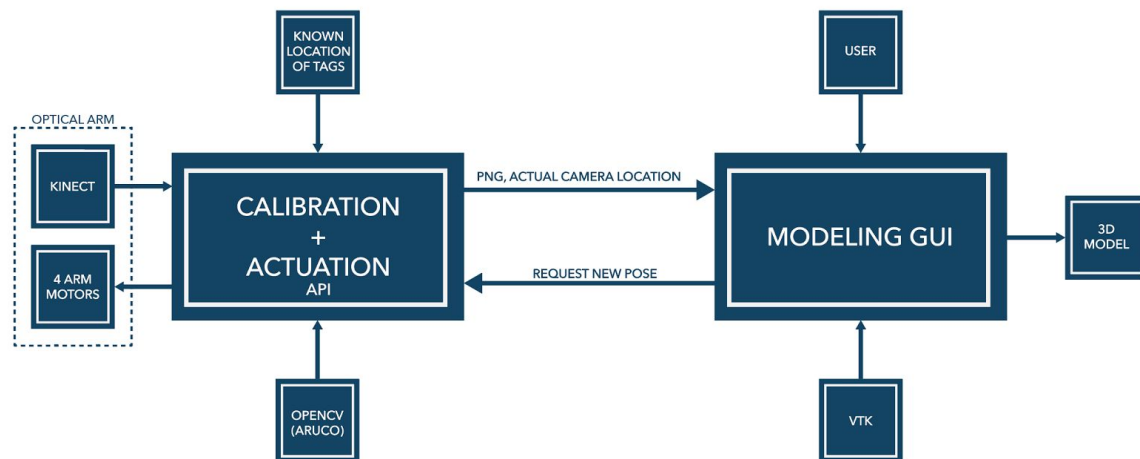 KNOWN
LOCATION
OF TAGS
USER
OPTICAL ARM
KINECT
PNG, ACTUAL CAMERA LOCATION
CALIBRATION
+
ACTUATION
API
MODELING GUI
3D
MODEL
4 ARM
MOTORS
REQUEST NEW POSE
OPENCV
(ARUCO)
VTK